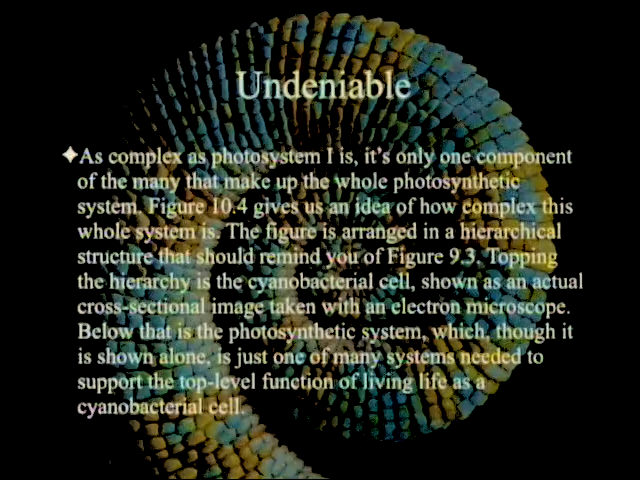 Undeniable
✦As complex as photosystem I is, it's only one component
of the many that make up the whole photosynthetic
system. Figure 10.4 gives us an idea of how complex this
whole system is. The figure is arranged in a hierarchical
structure that should remind you of Figure 9.3. Topping
the hierarchy is the cyanobacterial cell, shown as an actual
cross-sectional image taken with an electron microscope.
Below that is the photosynthetic system, which, though it
is shown alone, is just one of many systems needed to
support the top-level function of living life as a
cyanobacterial cell.